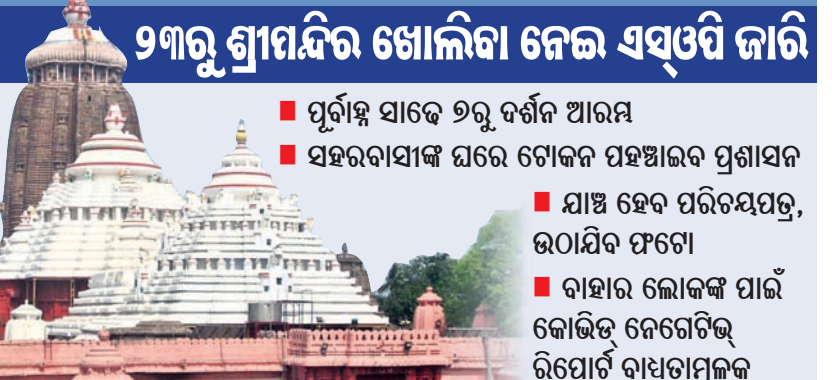 ୨୩ରୁ ଶ୍ରୀମନ୍ଦିର ଖୋଲିବା ନେଇ ଏସ୍ଓପି ଜାରି
■ ପୂର୍ବାହ୍ନ ସାଢେ ୭ରୁ ଦର୍ଶନ ଆରମ୍ଭ
■ ସହରବାସୀଙ୍କ ଘରେ ଟୋକନ ପହଞ୍ଚାଇବ ପ୍ରଶାସନ
■ ଯାଞ୍ଚ ହେବ ପରିଚୟପତ୍ର,
ଉଠାଯିବ ଫଟୋ
■ ବାହାର ଲୋକଙ୍କ ପାଇଁ
କୋଭିଡ୍ ନେଗେଟିଭ୍
ରିପୋର୍ଟ ବାଧ୍ୟତାମୂଳକ